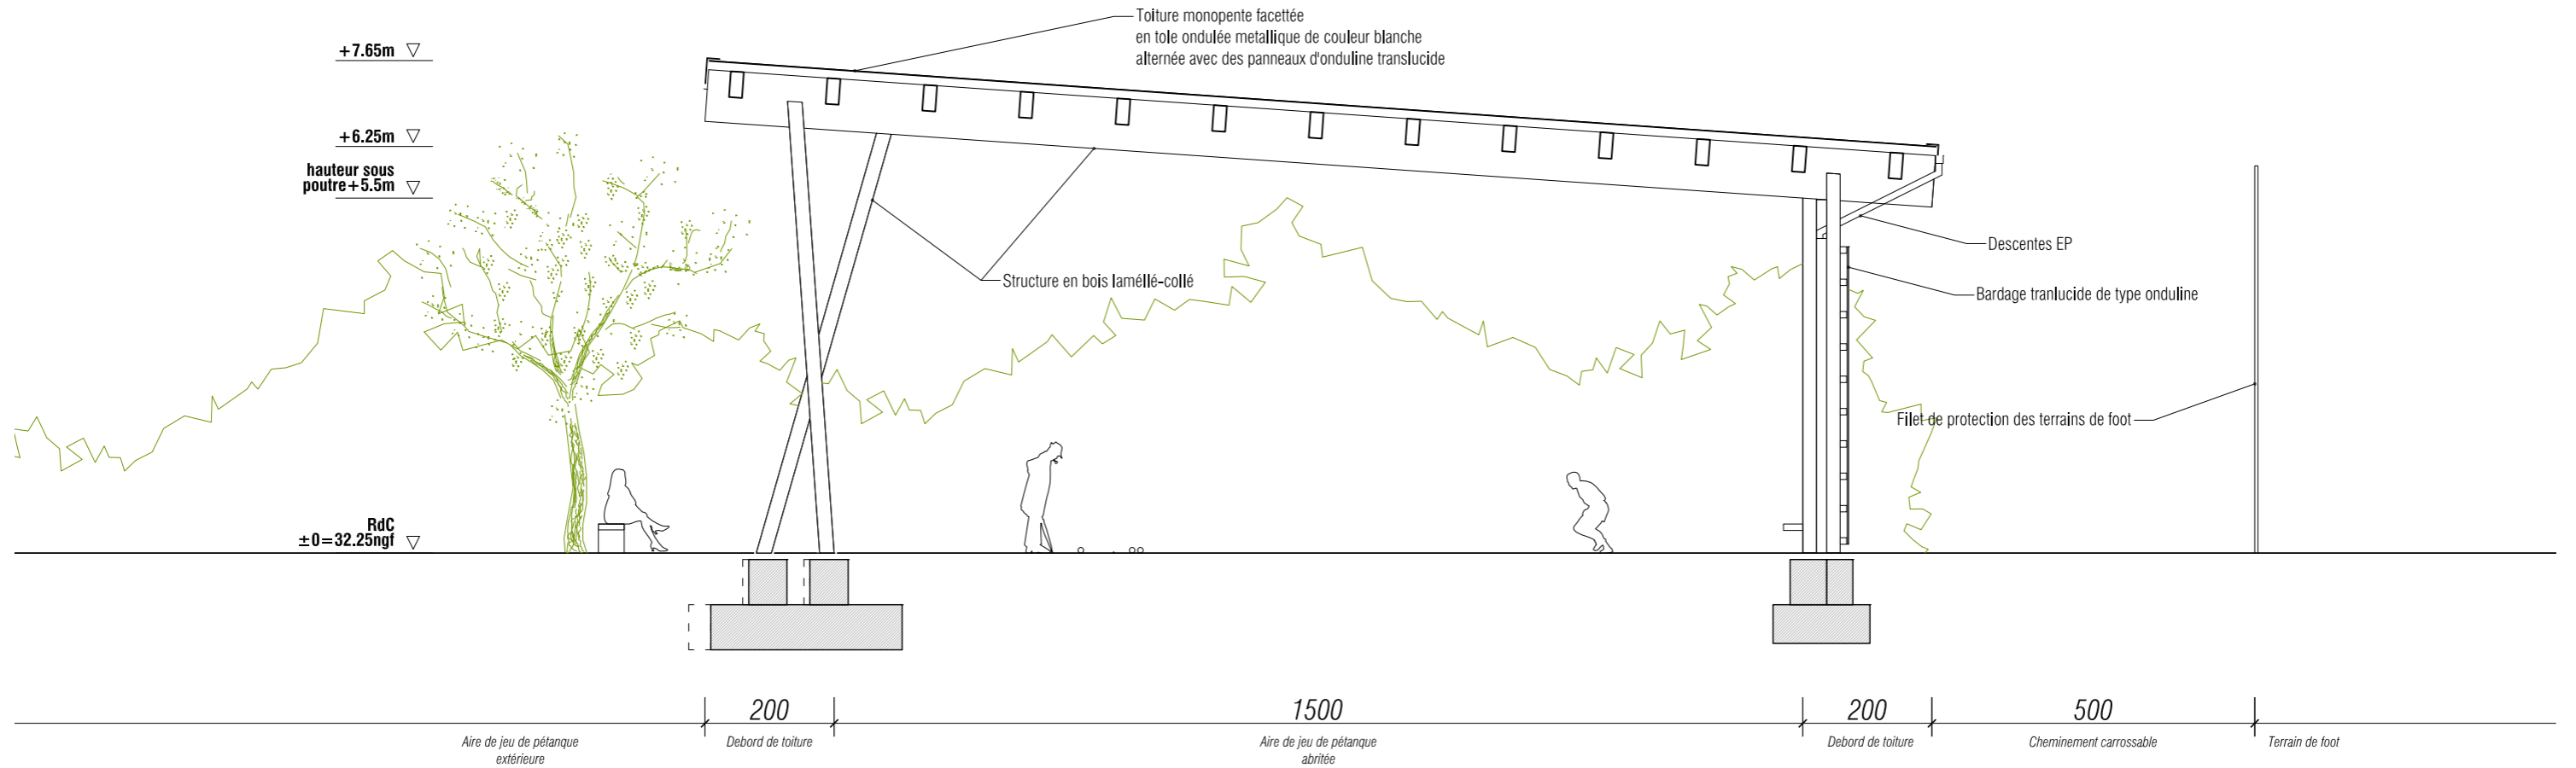 Toiture monopente facettée
en tole ondulée metallique de couleur blanche
alternée avec des panneaux d'onduline translucide
+7.65m
+6.25m
hauteur sous
poutre+5.5m
Descentes EP
Structure en bois laméllé-collé
Bardage tranlucide de type onduline
Filet de protection des terrains de foot
RdC
±0=32.25ngf
200
1500
200
500
Aire de jeu de pétanque
extérieure
Debord de toiture
Aire de jeu de pétanque
abritée
Debord de toiture
Cheminement carrossable
Terrain de foot